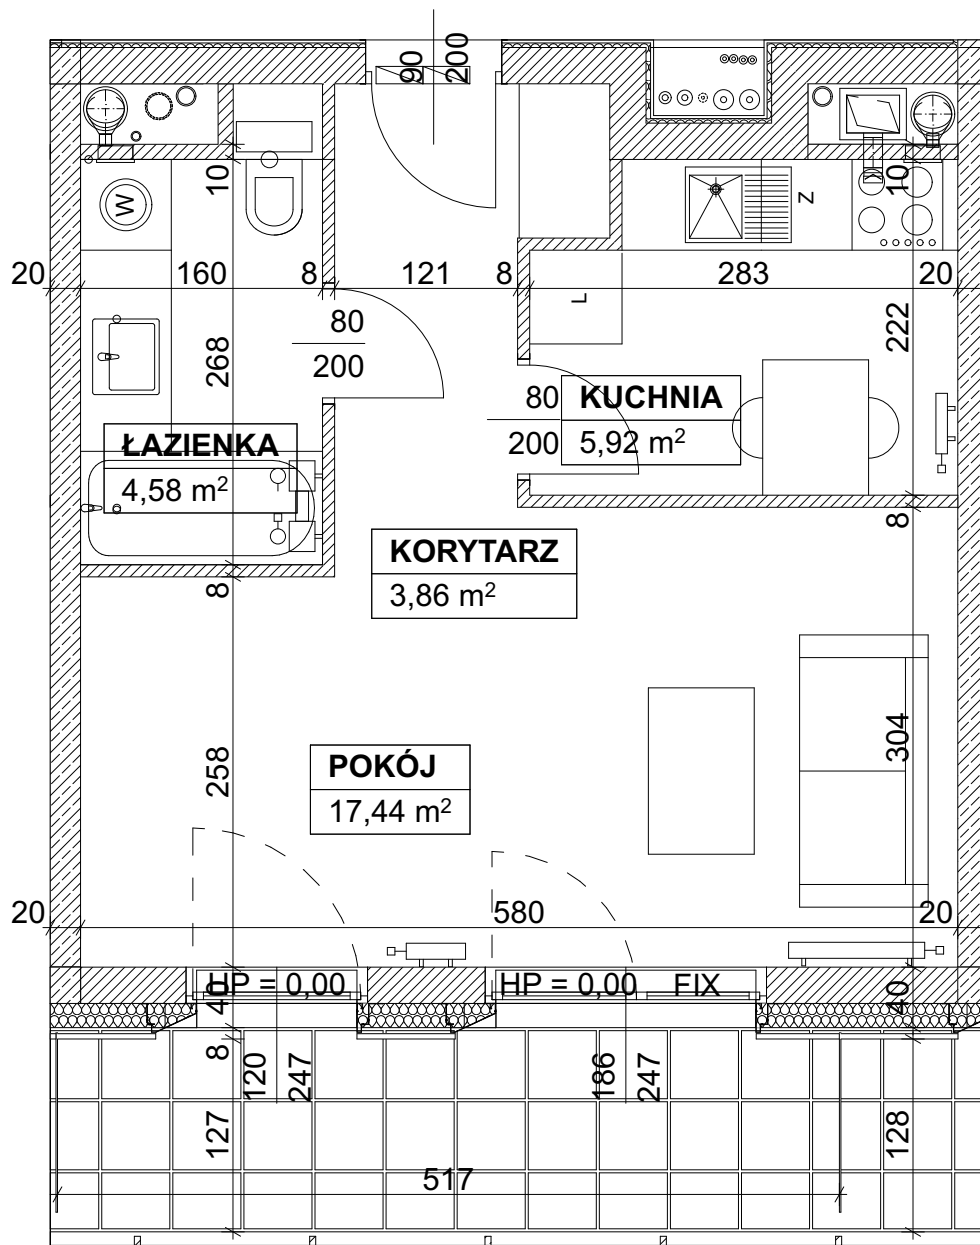 90
200
10
10
W
Z
20
160
8
121
8
283
20
L
222
80
200
268
80
200
KUCHNIA
5,92 m²
ŁAZIENKA
4,58 m²
8
KORYTARZ
3,86 m²
8
304
258
POKÓJ
17,44 m²
20
580
20
HP = 0,00
HP = 0,00
FIX
40
40
8
120
247
186
247
127
128
517